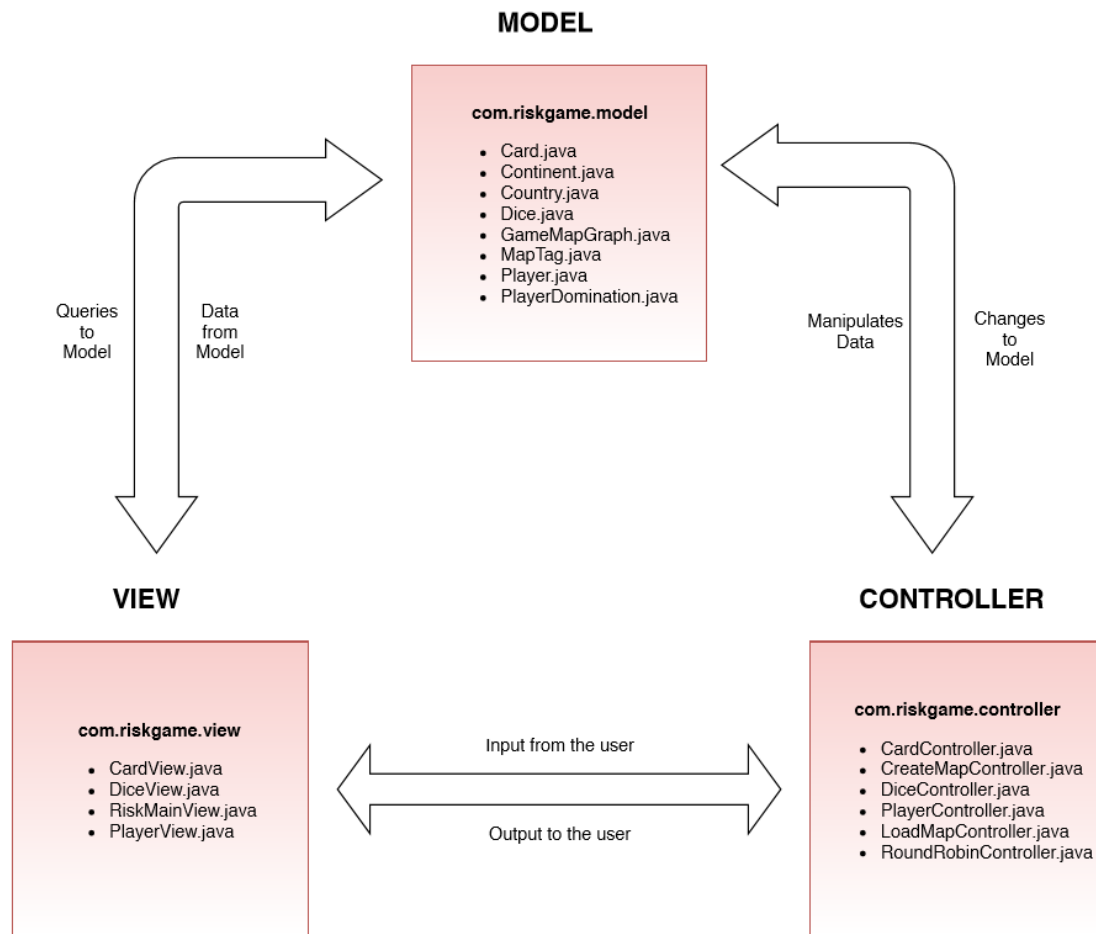 MODEL
com.riskgame.model
• Card.java
• Continent.java
• Country.java
• Dice.java
• GameMapGraph.java
• MapTag.java
• Player.java
• PlayerDomination.java
Queries
to
Model
Data
from
Model
Manipulates
Data
Changes
to
Model
VIEW
com.riskgame.view
• CardView.java
• DiceView.java
• RiskMainView.java
• PlayerView.java
Input from the user
Output to the user
CONTROLLER
com.riskgame.controller
• CardController.java
• CreateMapController.java
• DiceController.java
• PlayerController.java
• LoadMapController.java
• RoundRobinController.java